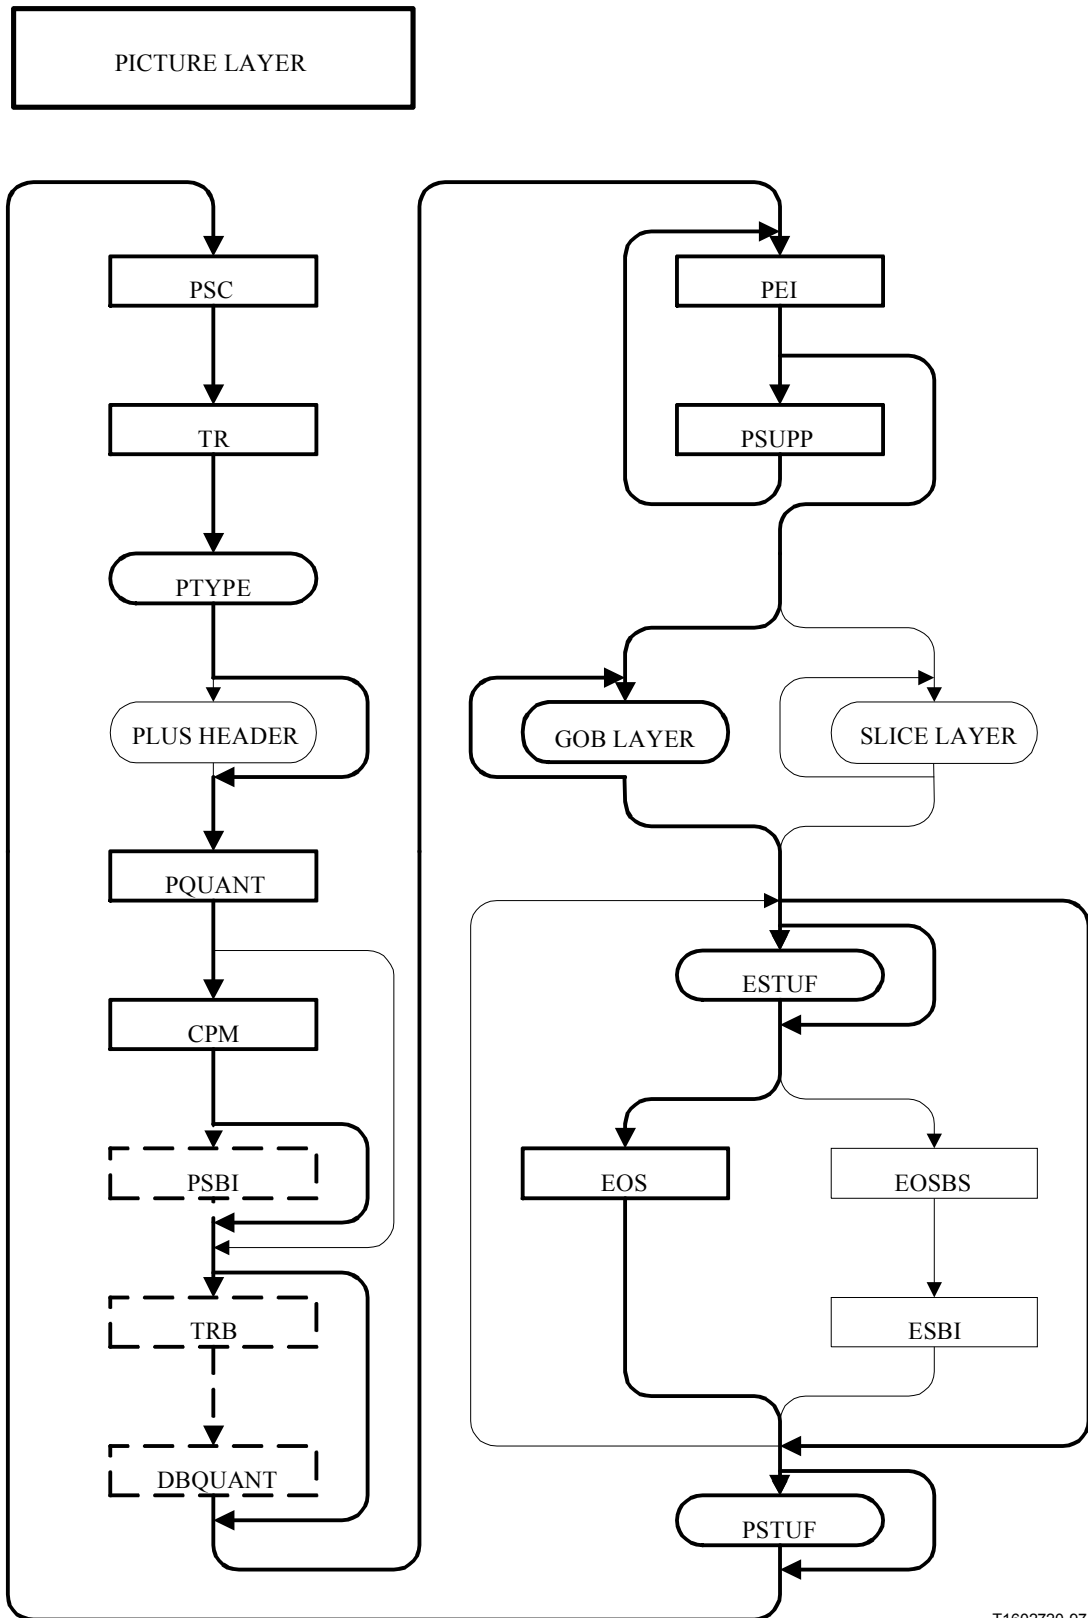 PICTURE LAYER
PSC
TR
PTYPE
PLUS HEADER
PQUANT
CPM
PSBI
TRB
DBQUANT
PEI
PSUPP
GOB LAYER
SLICE LAYER
ESTUF
EOS
EOSBS
ESBI
PSTUF